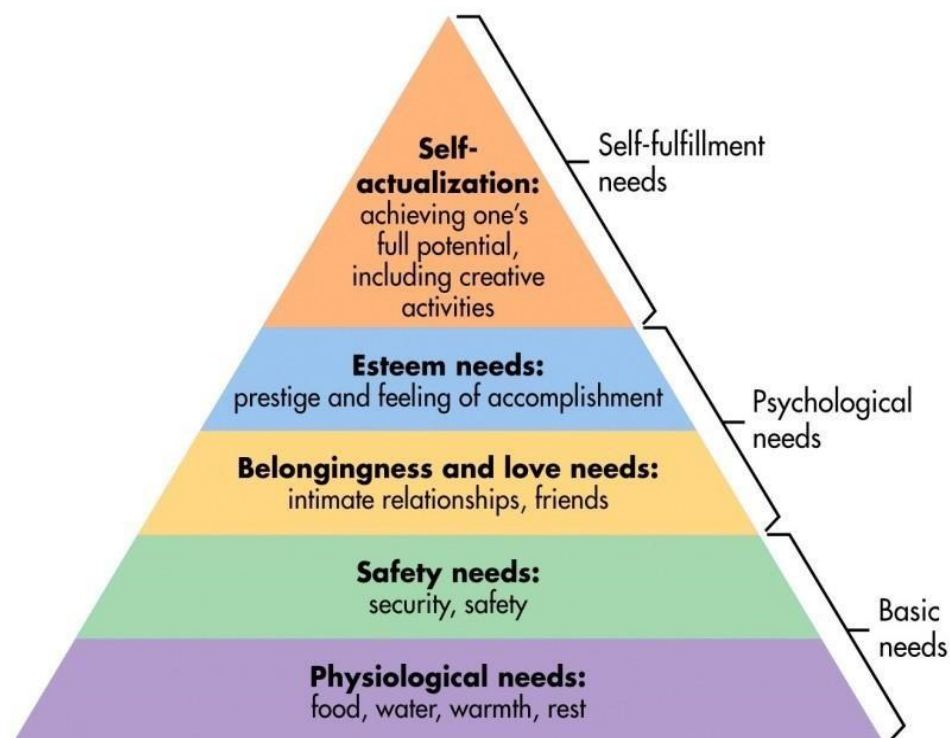 Self-
actualization:
achieving one's
full potential,
including creative
activities
Self-fulfillment
needs
Esteem needs:
prestige and feeling of accomplishment
Psychological
needs
Belongingness and love needs:
intimate relationships, friends
Safety needs:
security, safety
Basic
needs
Physiological needs:
food, water, warmth, rest